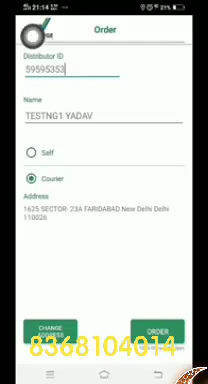 21:14
21%
Order
Distributor ID
59595353
Name
TESTNG1 YADAV
Self
Courier
Address
1625 SECTOR- 23A FARIDABAD New Delhi Delhi
110026
CHANGE
ADDRESS
ORDER
8368104014